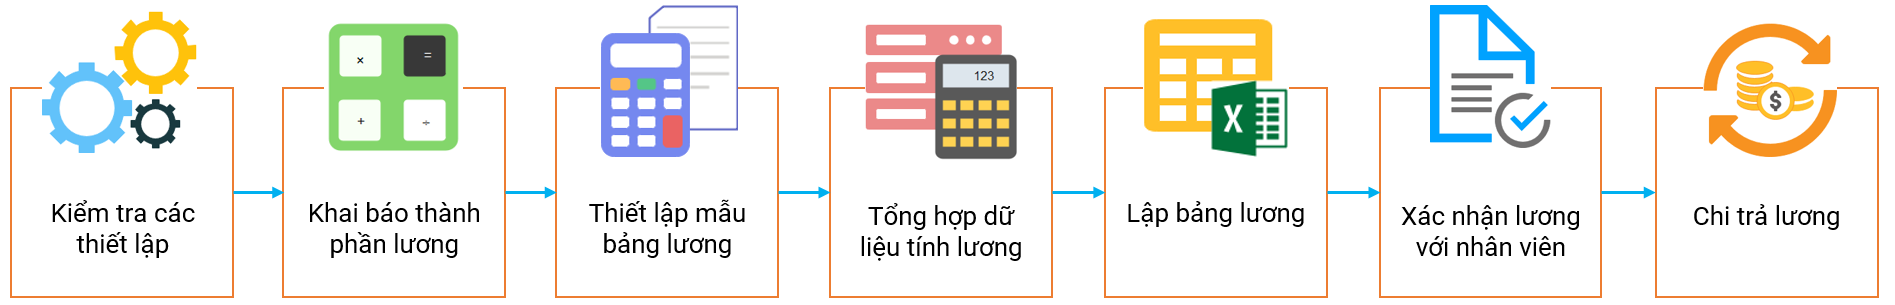 Kiểm tra các
thiết lập
×
=
+
÷
Khai báo thành
phần lương
Thiết lập mẫu
bảng lương
123
Tổng hợp dữ
liệu tính lương
X
Lập bảng lương
Xác nhận lương
với nhân viên
$
Chi trả lương